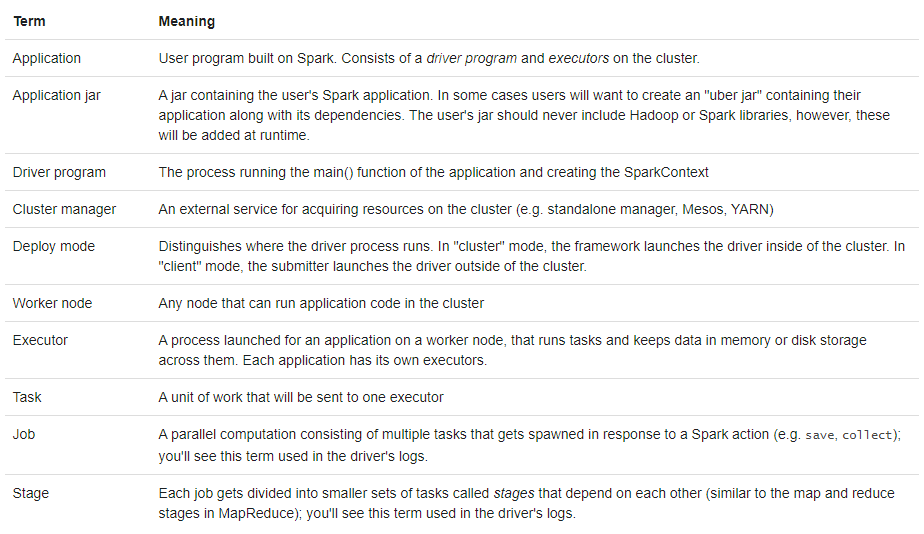 Term Meaning
Application User program built on Spark. Consists of a driver program and executors on the cluster.
Application jar A jar containing the user's Spark application. In some cases users will want to create an "uber jar" containing their
application along with its dependencies. The user's jar should never include Hadoop or Spark libraries, however, these
will be added at runtime.
Driver program The process running the main() function of the application and creating the SparkContext
Cluster manager An external service for acquiring resources on the cluster (e.g. standalone manager, Mesos, YARN)
Deploy mode Distinguishes where the driver process runs. In "cluster" mode, the framework launches the driver inside of the cluster. In
"client" mode, the submitter launches the driver outside of the cluster.
Worker node Any node that can run application code in the cluster
Executor A process launched for an application on a worker node, that runs tasks and keeps data in memory or disk storage
across them. Each application has its own executors.
Task A unit of work that will be sent to one executor
Job A parallel computation consisting of multiple tasks that gets spawned in response to a Spark action (e.g. save, collect);
you'll see this term used in the driver's logs.
Stage Each job gets divided into smaller sets of tasks called stages that depend on each other (similar to the map and reduce
stages in MapReduce); you'll see this term used in the driver's logs.